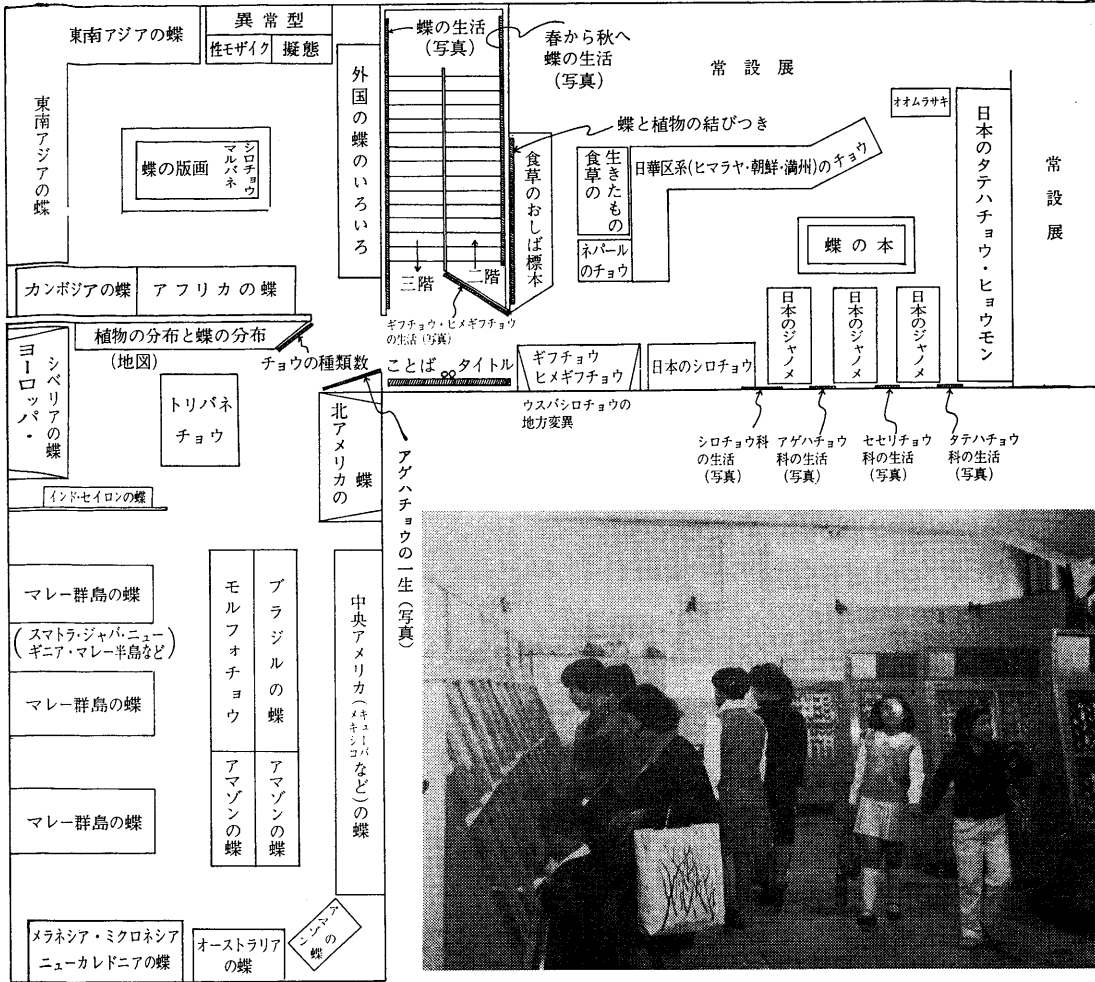 東南アジアの蝶
異常型
性モザイク
擬態
蝶の生活
(写真)
春から秋へ
蝶の生活
(写真)
常設展
東南アジアの蝶
蝶の版画
シロチョウ
マルバネ
外国の蝶のいろいろ
蝶と植物の結びつき
食草のおしば標本
生きたもの
食草の
日華区系(ヒマラヤ・朝鮮・満州)のチョウ
オオムラサキ
日本のタテハチョウ・ヒョウモン
常設展
ネパール
のチョウ
蝶の本
三階
二階
カンボジアの蝶
アフリカの蝶
植物の分布と蝶の分布
(地図)
チョウの種類数
ギフチョウ・ヒメギフチョウ
の生活(写真)
ことば
タイトル
ギフチョウ
ヒメギフチョウ
日本のシロチョウ
日本のジャノメ
日本のジャノメ
日本のジャノメ
ウスバシロチョウの
地方変異
シロチョウ科
の生活
(写真)
アゲハチョウ
科の生活
(写真)
セセリチョウ
科の生活
(写真)
タテハチョウ
科の生活
(写真)
シベリアの蝶
ヨーロッパ・
トリバネ
チョウ
北アメリカの
蝶
アゲハチョウの一生(写真)
インド・セイロンの蝶
マレー群島の蝶
(スマトラ・ジャバ・ニュー
ギニア・マレー半島など)
マレー群島の蝶
マレー群島の蝶
モルフォチョウ
ブラジルの蝶
アマゾンの蝶
アマゾンの蝶
中央アメリカ(キューバ
メキシコなど)の蝶
メラネシア・ミクロネシア
ニューカレドニアの蝶
オーストラリア
の蝶
アマゾン
の蝶